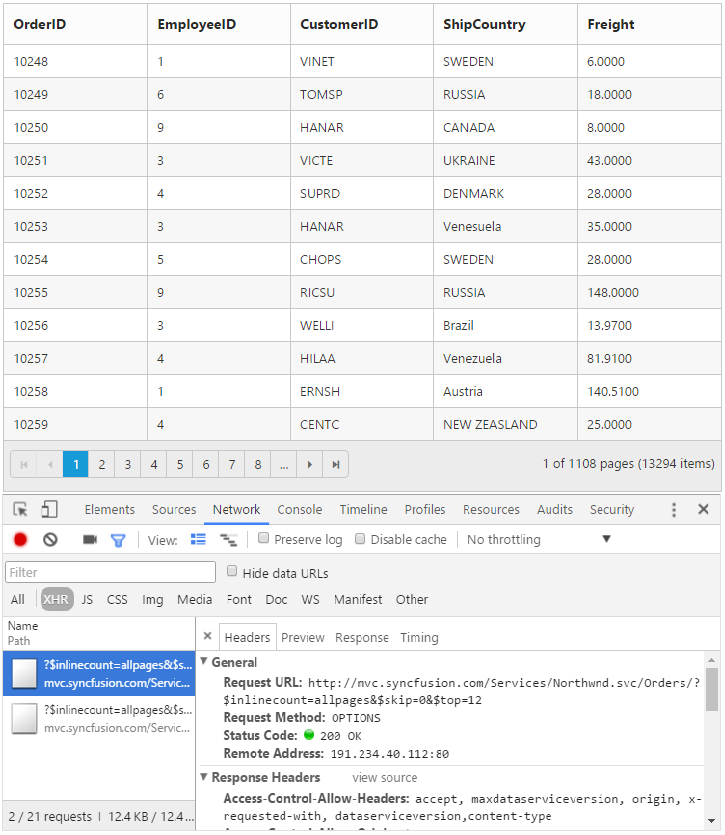 OrderID EmployeeID CustomerID ShipCountry Freight
10248 1 VINET SWEDEN 6.0000
10249 6 TOMSP RUSSIA 18.0000
10250 9 HANAR CANADA 8.0000
10251 3 VICTE UKRAINE 43.0000
10252 4 SUPRD DENMARK 28.0000
10253 3 HANAR Venesuela 35.0000
10254 5 CHOPS SWEDEN 28.0000
10255 9 RICSU RUSSIA 148.0000
10256 3 WELLI Brazil 13.9700
10257 4 HILAA Venezuela 81.9100
10258 1 ERNSH Austria 140.5100
10259 4 CENTC NEW ZEASLAND 25.0000
1 2 3 4 5 6 7 8 ... 1 of 1108 pages (13294 items)
Elements Sources Network Console Timeline Profiles Resources Audits Security
View: Preserve log Disable cache No throttling
Filter Hide data URLs
All XHR JS CSS Img Media Font Doc WS Manifest Other
Name
Path
?$inlinecount=allpages&$s...
mvc.syncfusion.com/Servic...
?$inlinecount=allpages&$s...
mvc.syncfusion.com/Servic...
2 / 21 requests | 12.4 KB / 12.4...
Headers Preview Response Timing
General
Request URL: http://mvc.syncfusion.com/Services/Northwnd.svc/Orders/?
$inlinecount=allpages&$skip=0&$top=12
Request Method: OPTIONS
Status Code: 200 OK
Remote Address: 191.234.40.112:80
Response Headers view source
Access-Control-Allow-Headers: accept, maxdataserviceversion, origin, x-
requested-with, dataserviceversion,content-type